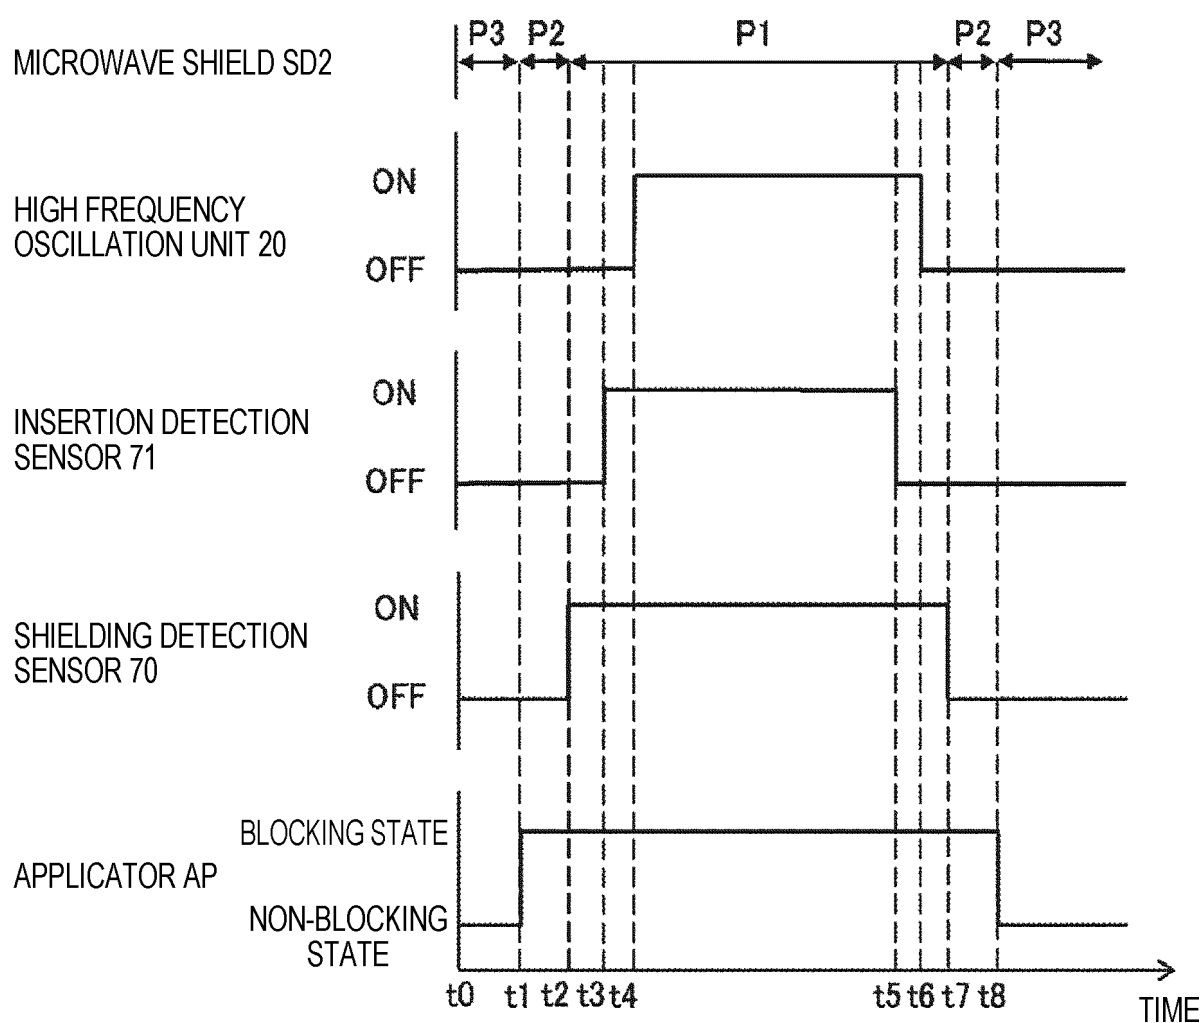 P3 P2 P1 P2 P3
MICROWAVE SHIELD SD2
ON
HIGH FREQUENCY
OSCILLATION UNIT 20
OFF
ON
INSERTION DETECTION
SENSOR 71
OFF
ON
SHIELDING DETECTION
SENSOR 70
OFF
BLOCKING STATE
APPLICATOR AP
NON-BLOCKING
STATE
t0 t1 t2 t3 t4 t5 t6 t7 t8
TIME